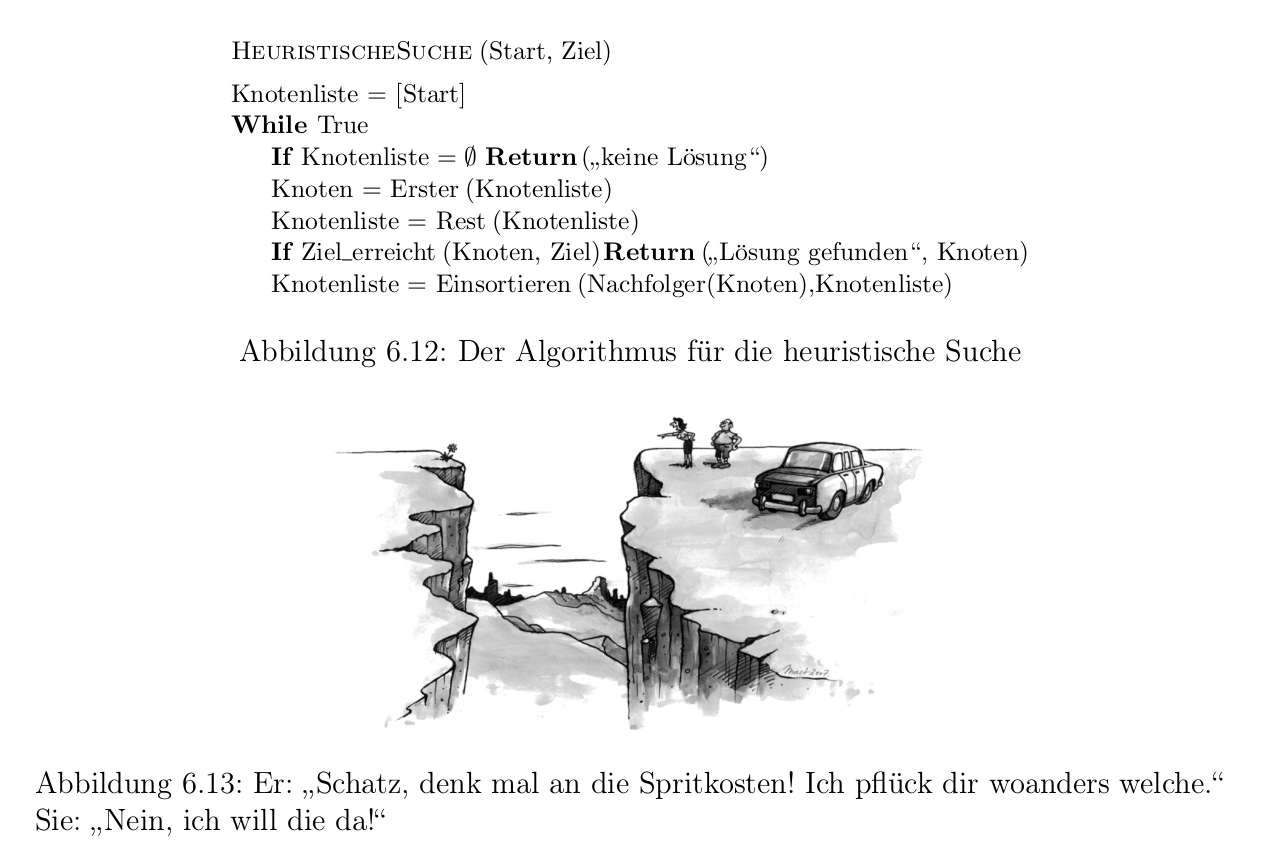 HEURISTISCHESUCHE (Start, Ziel)
Knotenliste = [Start]
While True
If Knotenliste = ∅ Return („keine Lösung“)
Knoten = Erster (Knotenliste)
Knotenliste = Rest (Knotenliste)
If Ziel_erreicht (Knoten, Ziel)Return („Lösung gefunden“, Knoten)
Knotenliste = Einsortieren (Nachfolger(Knoten),Knotenliste)
Abbildung 6.12: Der Algorithmus für die heuristische Suche
Abbildung 6.13: Er: „Schatz, denk mal an die Spritkosten! Ich pflück dir woanders welche.“
Sie: „Nein, ich will die da!“